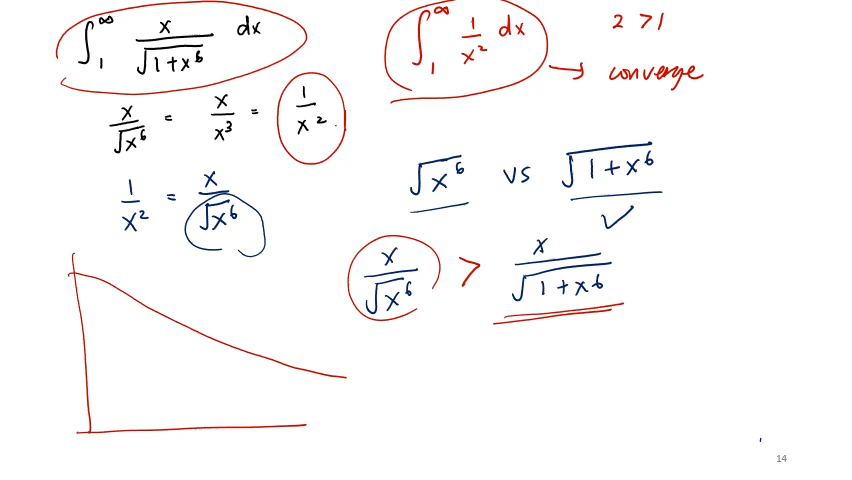 ∫₁^∞ x/√(1+x⁶) dx
∫₁^∞ 1/x² dx
2 > 1
→ converge
x/√x⁶ = x/x³ = 1/x²
1/x² = x/√x⁶
√x⁶ vs √(1+x⁶)
✓
x/√x⁶ > x/√(1+x⁶)
14